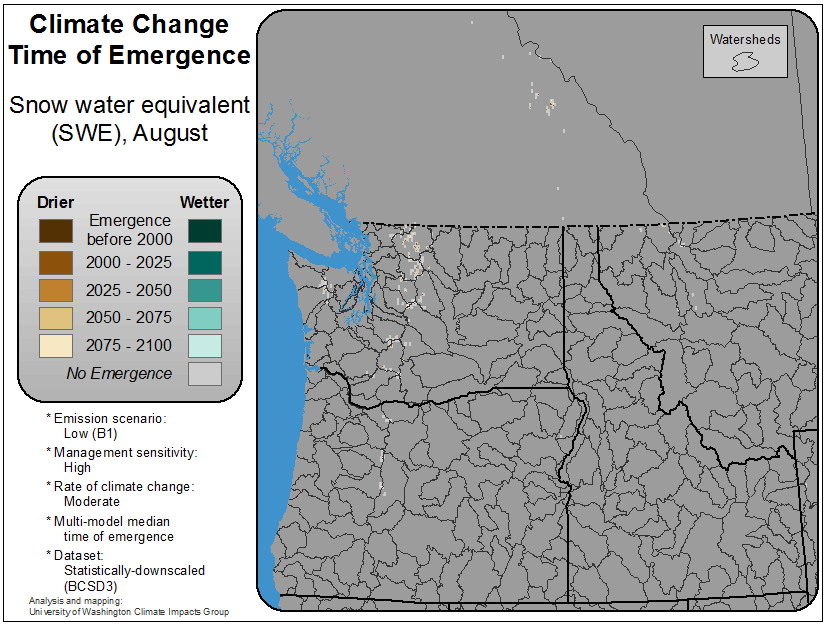 Climate Change
Time of Emergence
Snow water equivalent
(SWE), August
Drier
Wetter
Emergence
before 2000
2000 - 2025
2025 - 2050
2050 - 2075
2075 - 2100
No Emergence
* Emission scenario:
Low (B1)
* Management sensitivity:
High
* Rate of climate change:
Moderate
* Multi-model median
time of emergence
* Dataset:
Statistically-downscaled
(BCSD3)
Analysis and mapping:
University of Washington Climate Impacts Group
Watersheds